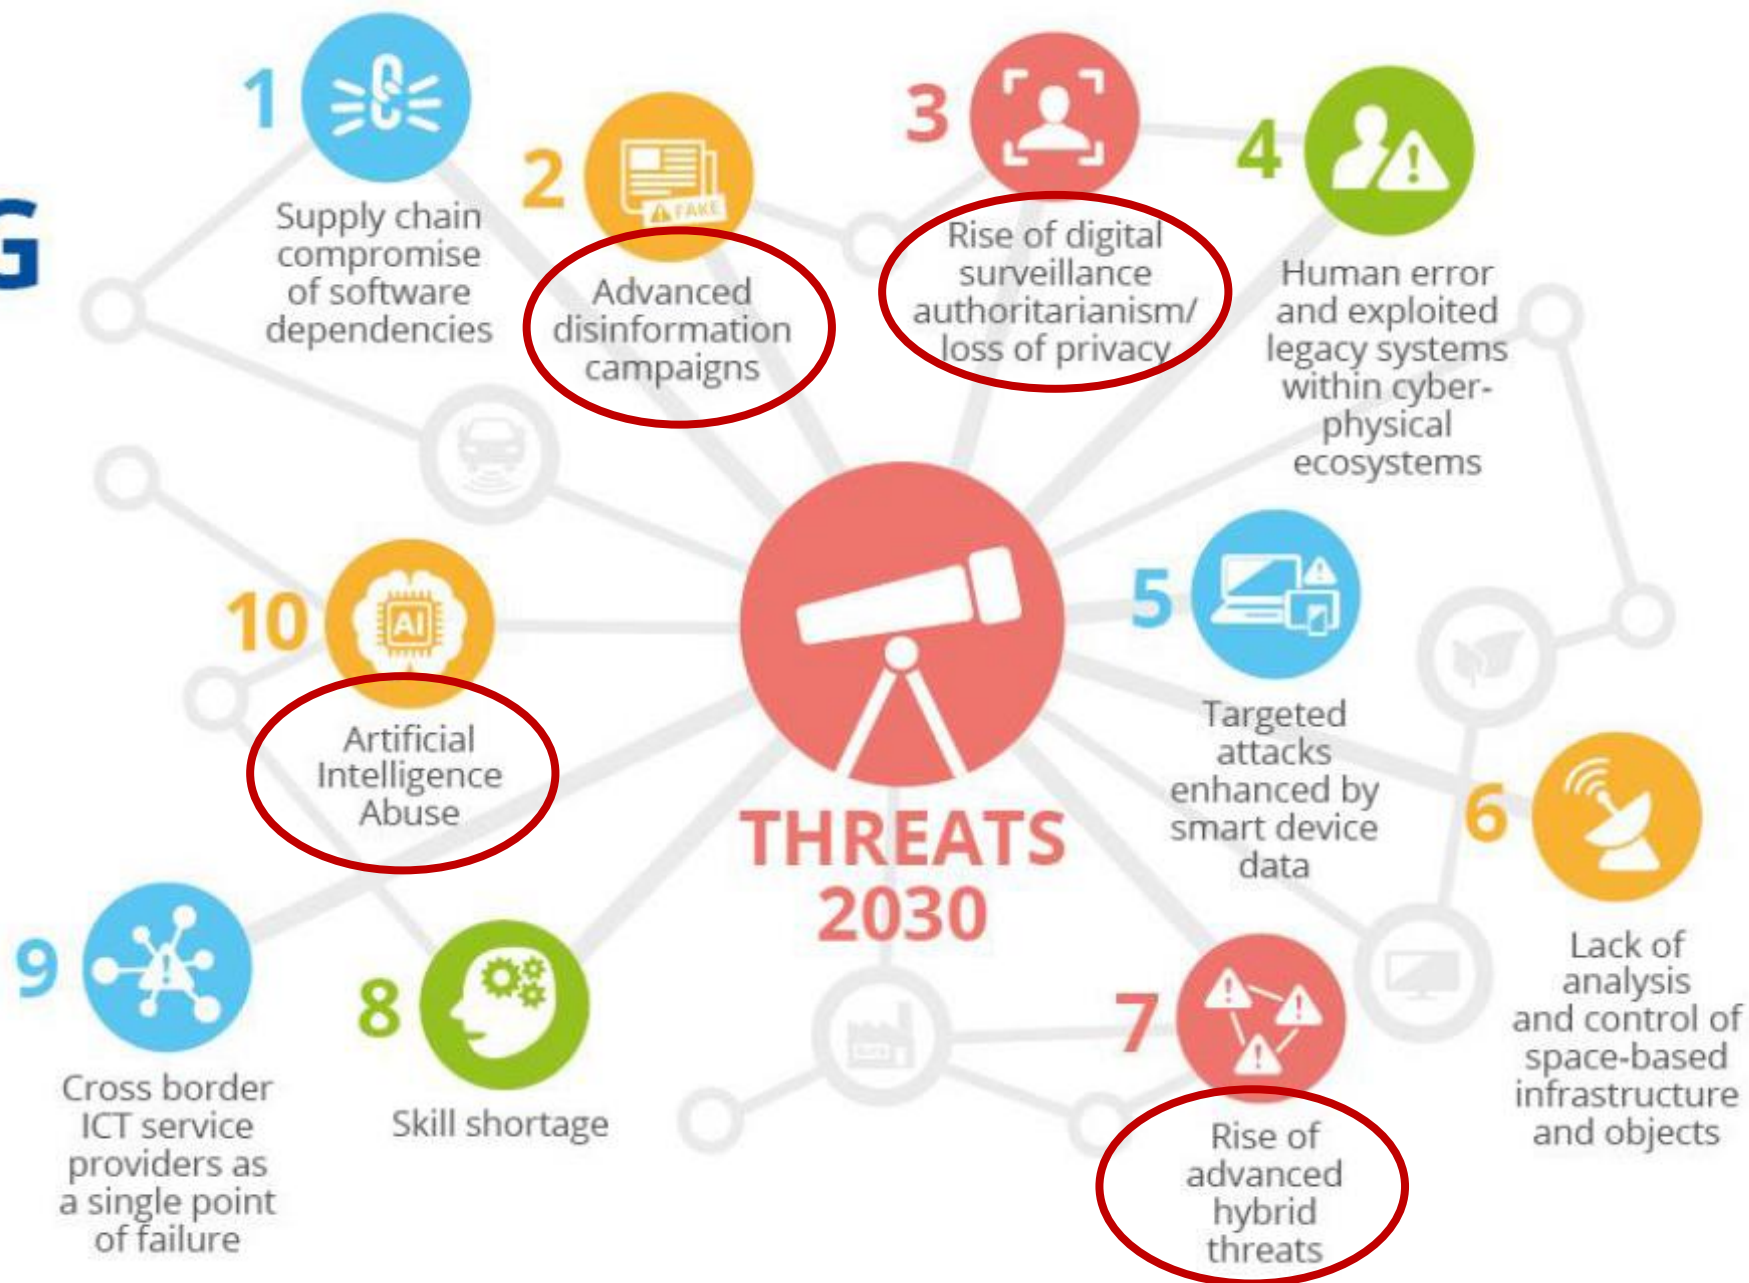 G
1
Supply chain
compromise
of software
dependencies
2
FAKE
Advanced
disinformation
campaigns
3
Rise of digital
surveillance
authoritarianism/
loss of privacy
4
Human error
and exploited
legacy systems
within cyber-
physical
ecosystems
10
AI
Artificial
Intelligence
Abuse
5
Targeted
attacks
enhanced by
smart device
data
THREATS
2030
6
Lack of
analysis
and control of
space-based
infrastructure
and objects
9
Cross border
ICT service
providers as
a single point
of failure
8
Skill shortage
7
Rise of
advanced
hybrid
threats